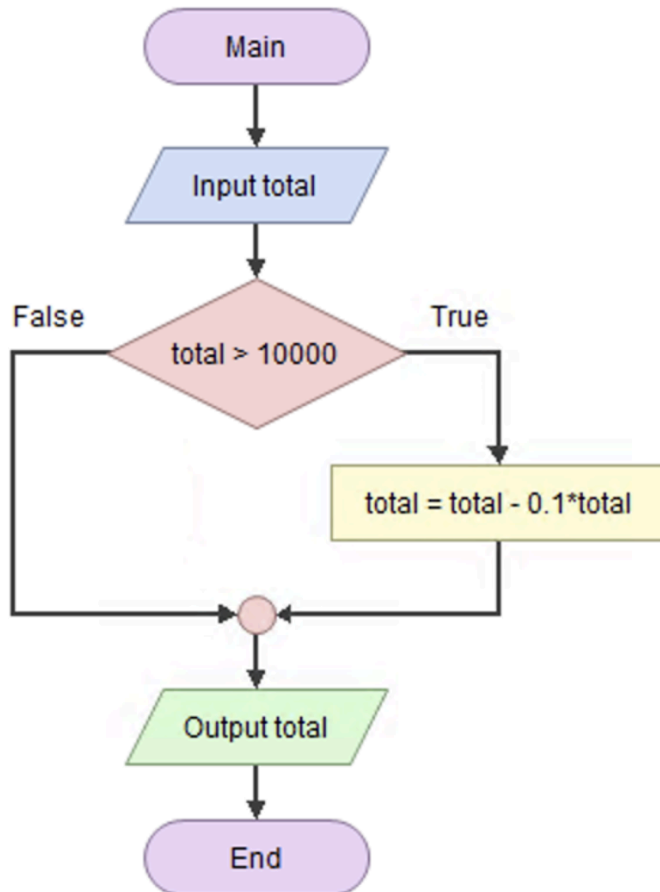 Main
Input total
False
True
total > 10000
total = total - 0.1*total
Output total
End